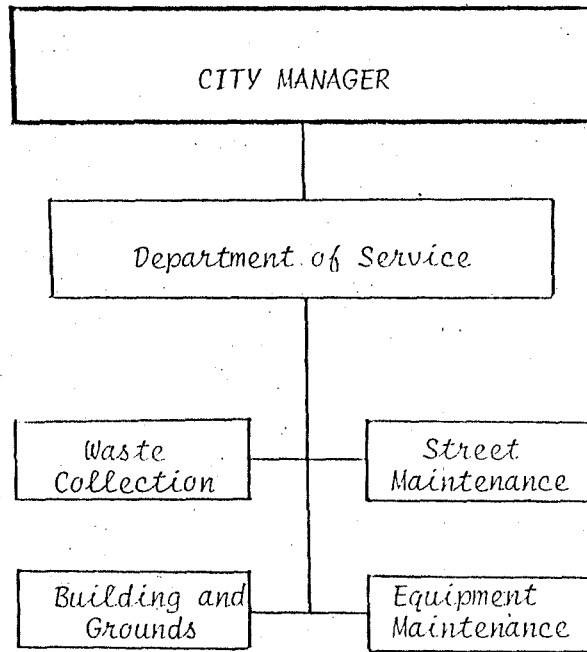 CITY MANAGER
Department of Service
Waste
Collection
Street
Maintenance
Building and
Grounds
Equipment
Maintenance